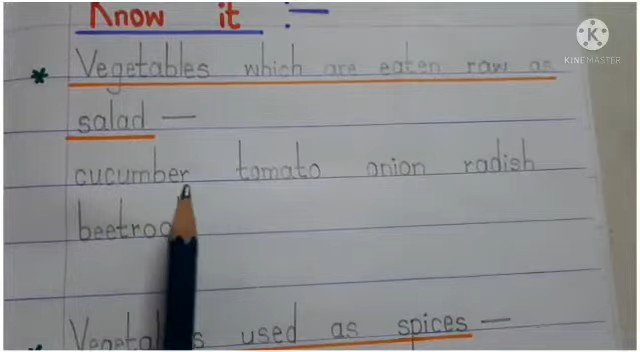 Know it :-
KINEMASTER
* Vegetables which are eaten raw as
salad —
cucumber tomato onion radish
* used as spices —